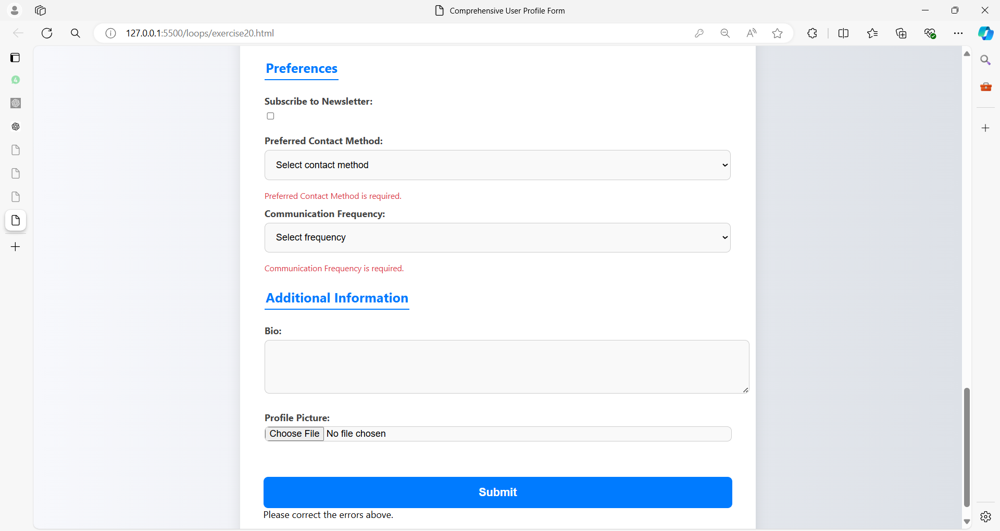 Comprehensive User Profile Form
127.0.0.1:5500/loops/exercise20.html
Preferences
Subscribe to Newsletter:
Preferred Contact Method:
Select contact method
Preferred Contact Method is required.
Communication Frequency:
Select frequency
Communication Frequency is required.
Additional Information
Bio:
Profile Picture:
Choose File No file chosen
Submit
Please correct the errors above.